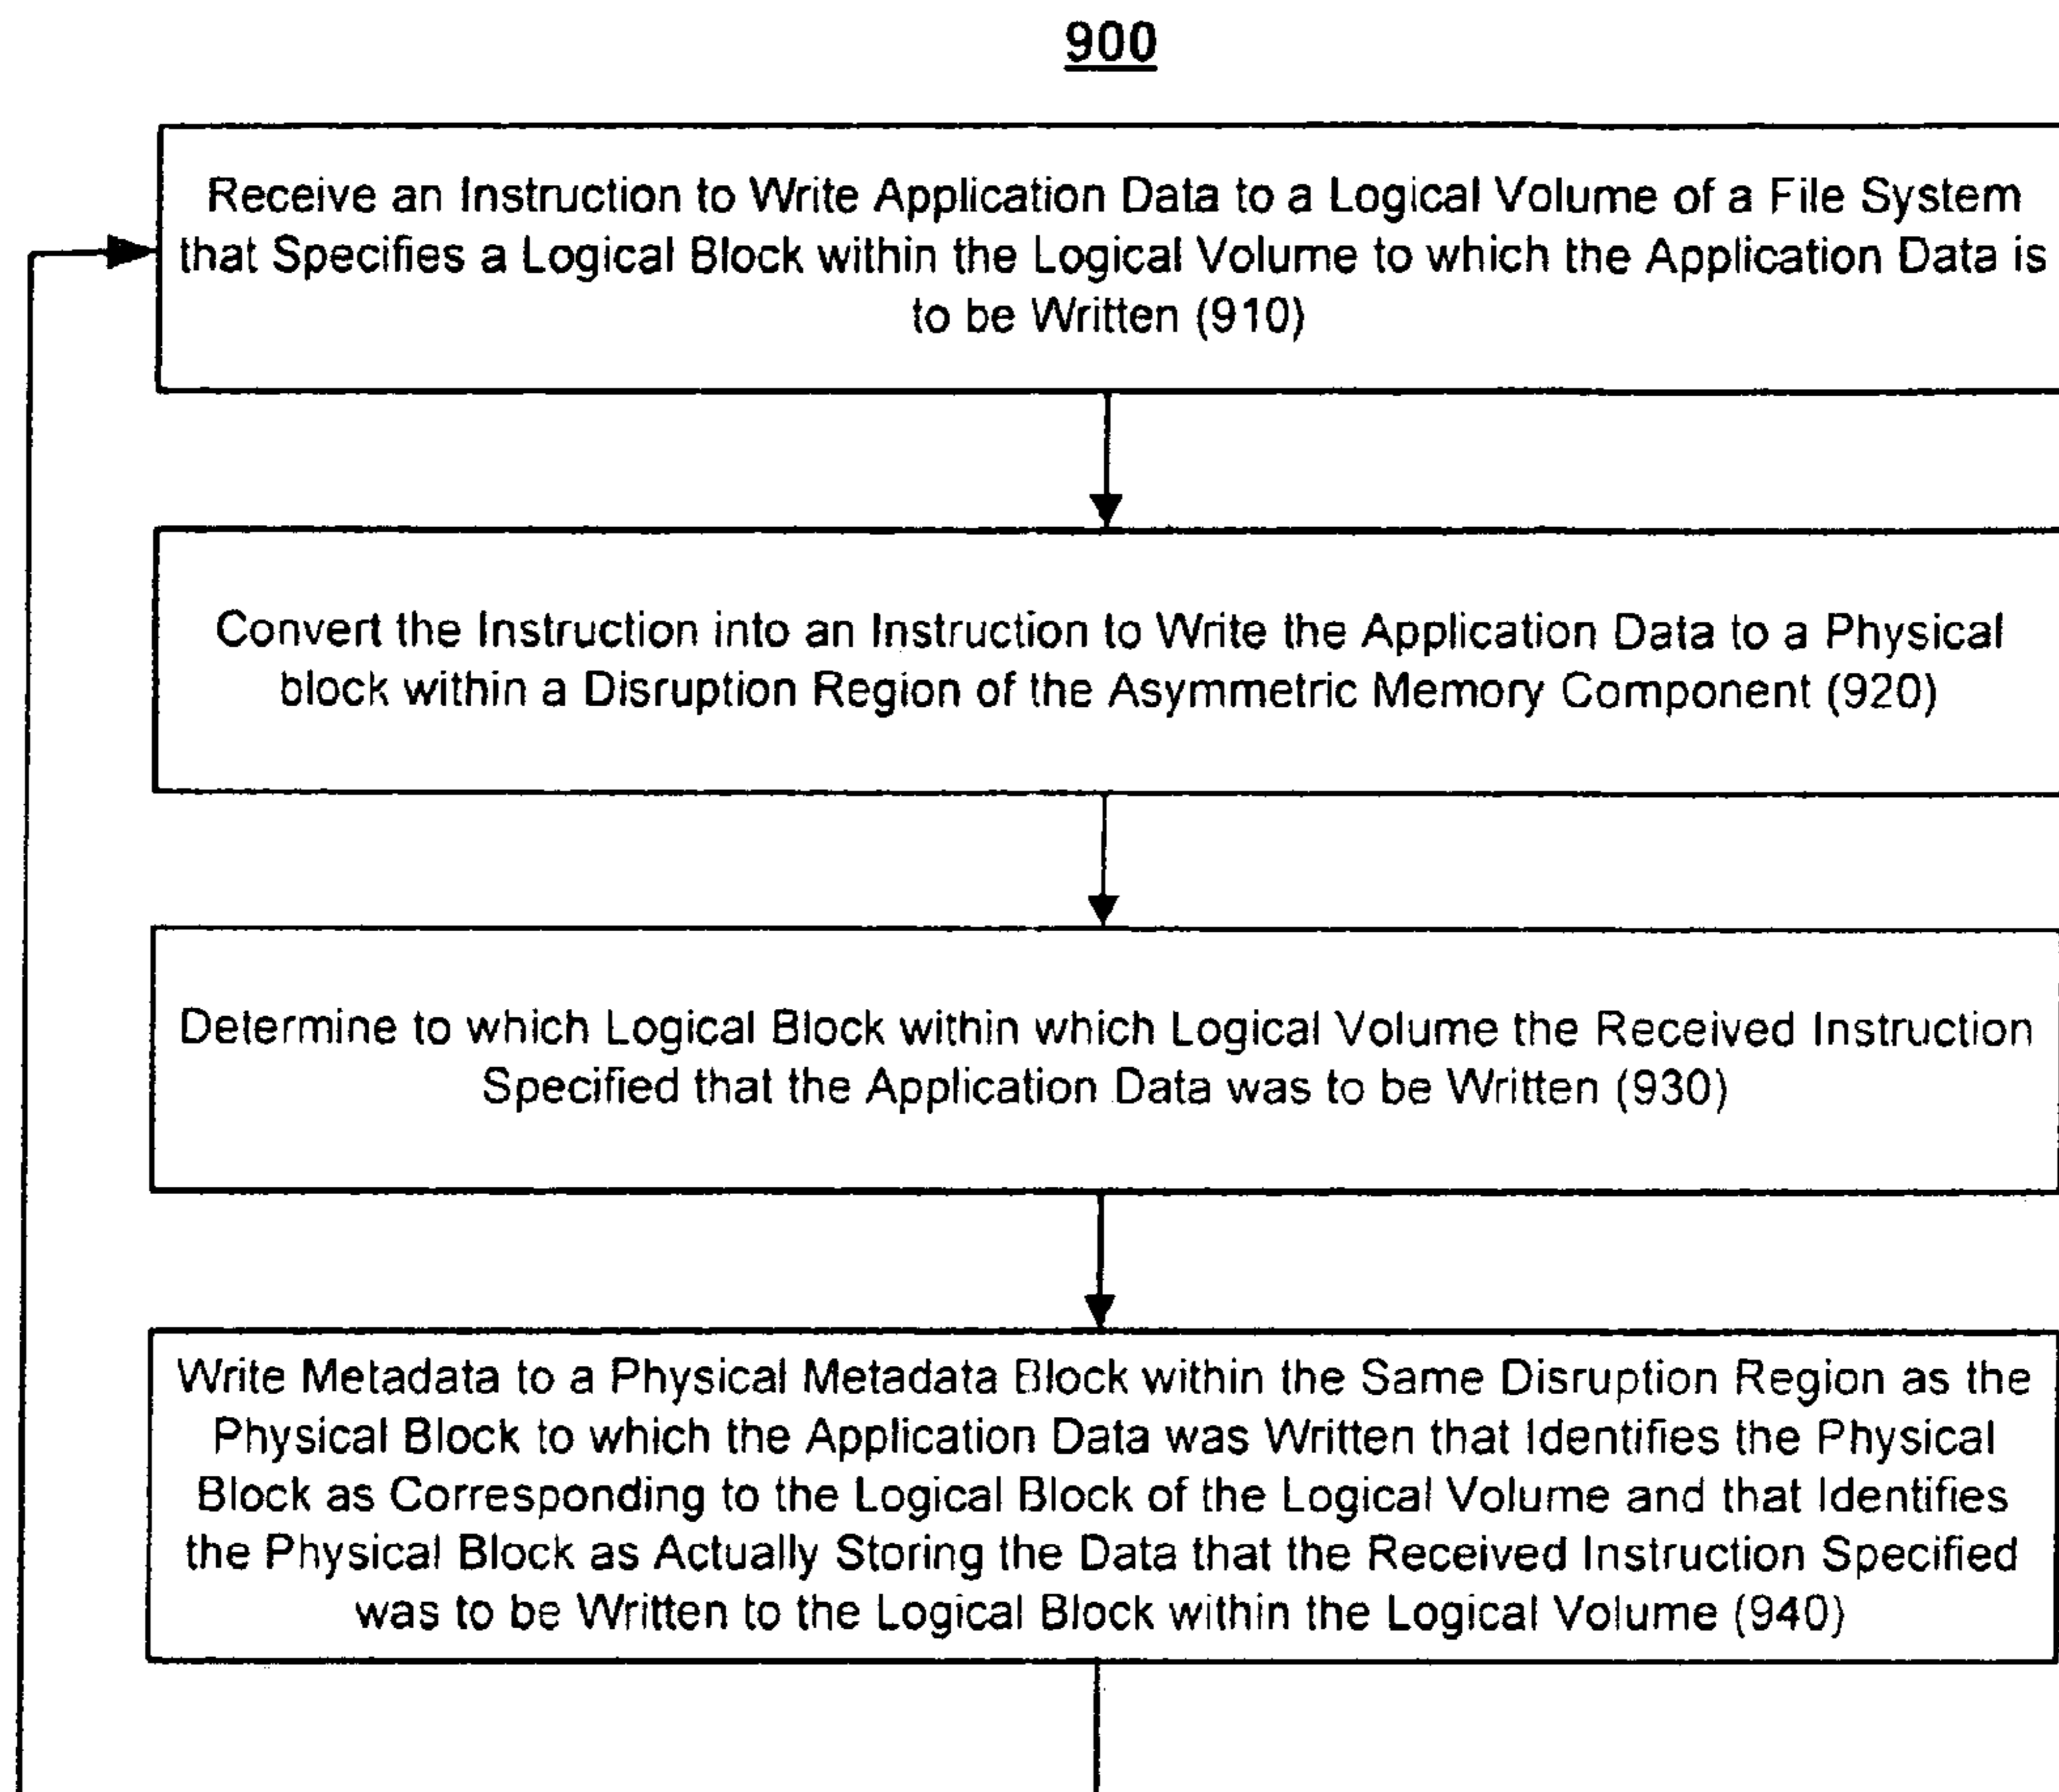 900
Receive an Instruction to Write Application Data to a Logical Volume of a File System
that Specifies a Logical Block within the Logical Volume to which the Application Data is
to be Written (910)
Convert the Instruction into an Instruction to Write the Application Data to a Physical
block within a Disruption Region of the Asymmetric Memory Component (920)
Determine to which Logical Block within which Logical Volume the Received Instruction
Specified that the Application Data was to be Written (930)
Write Metadata to a Physical Metadata Block within the Same Disruption Region as the
Physical Block to which the Application Data was Written that Identifies the Physical
Block as Corresponding to the Logical Block of the Logical Volume and that Identifies
the Physical Block as Actually Storing the Data that the Received Instruction Specified
was to be Written to the Logical Block within the Logical Volume (940)